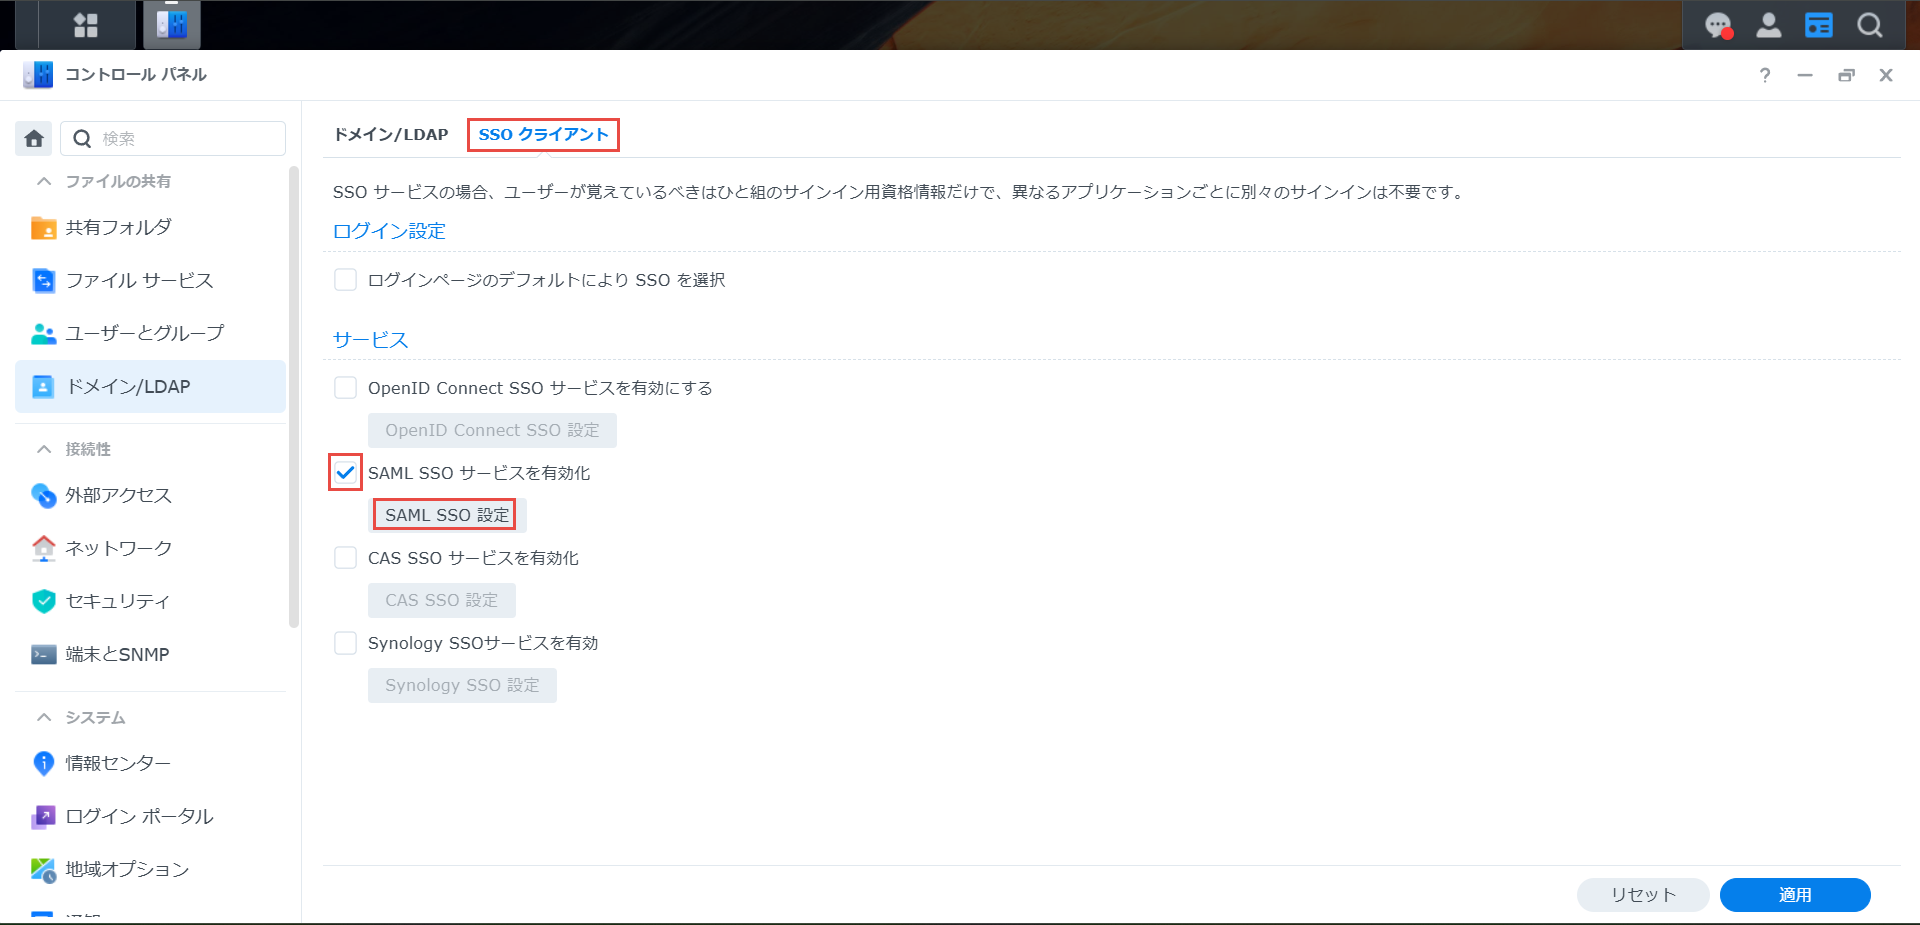 コントロール パネル
検索
ファイルの共有
共有フォルダ
ファイル サービス
ユーザーとグループ
ドメイン/LDAP
接続性
外部アクセス
ネットワーク
セキュリティ
端末とSNMP
システム
情報センター
ログイン ポータル
地域オプション
ドメイン/LDAP
SSO クライアント
SSO サービスの場合、ユーザーが覚えているべきはひと組のサインイン用資格情報だけで、異なるアプリケーションごとに別々のサインインは不要です。
ログイン設定
ログインページのデフォルトにより SSO を選択
サービス
OpenID Connect SSO サービスを有効にする
OpenID Connect SSO 設定
SAML SSO サービスを有効化
SAML SSO 設定
CAS SSO サービスを有効化
CAS SSO 設定
Synology SSOサービスを有効
Synology SSO 設定
リセット
適用